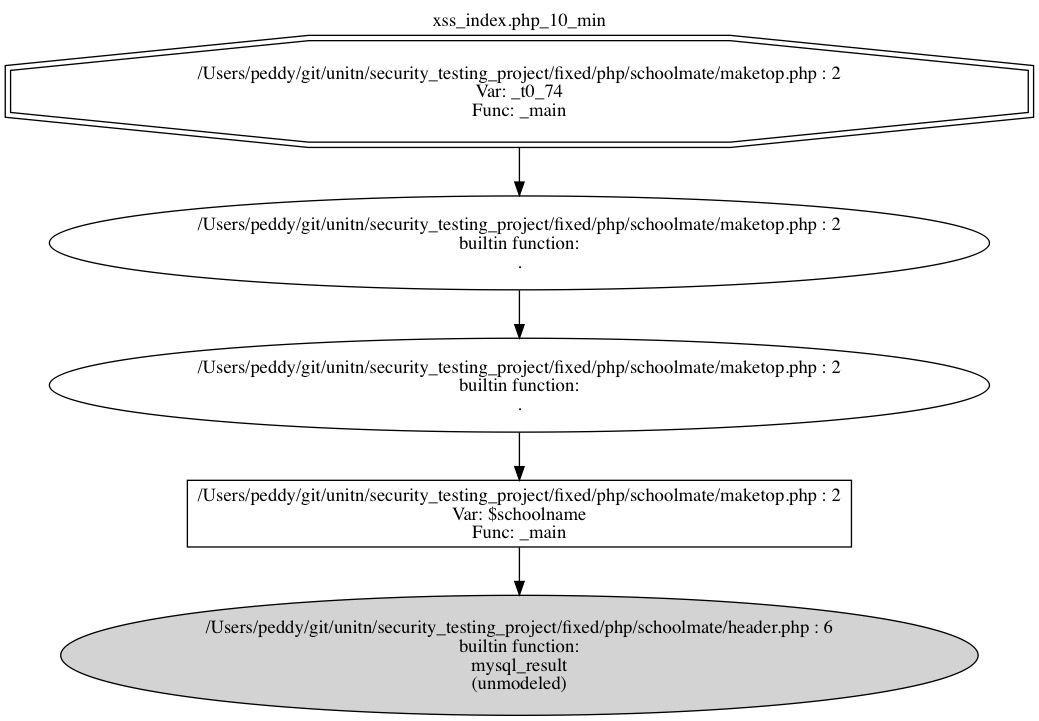 xss_index.php_10_min
/Users/peddy/git/unitn/security_testing_project/fixed/php/schoolmate/maketop.php : 2
Var: _t0_74
Func: _main
/Users/peddy/git/unitn/security_testing_project/fixed/php/schoolmate/maketop.php : 2
builtin function:
.
/Users/peddy/git/unitn/security_testing_project/fixed/php/schoolmate/maketop.php : 2
builtin function:
.
/Users/peddy/git/unitn/security_testing_project/fixed/php/schoolmate/maketop.php : 2
Var: $schoolname
Func: _main
/Users/peddy/git/unitn/security_testing_project/fixed/php/schoolmate/header.php : 6
builtin function:
mysql_result
(unmodeled)